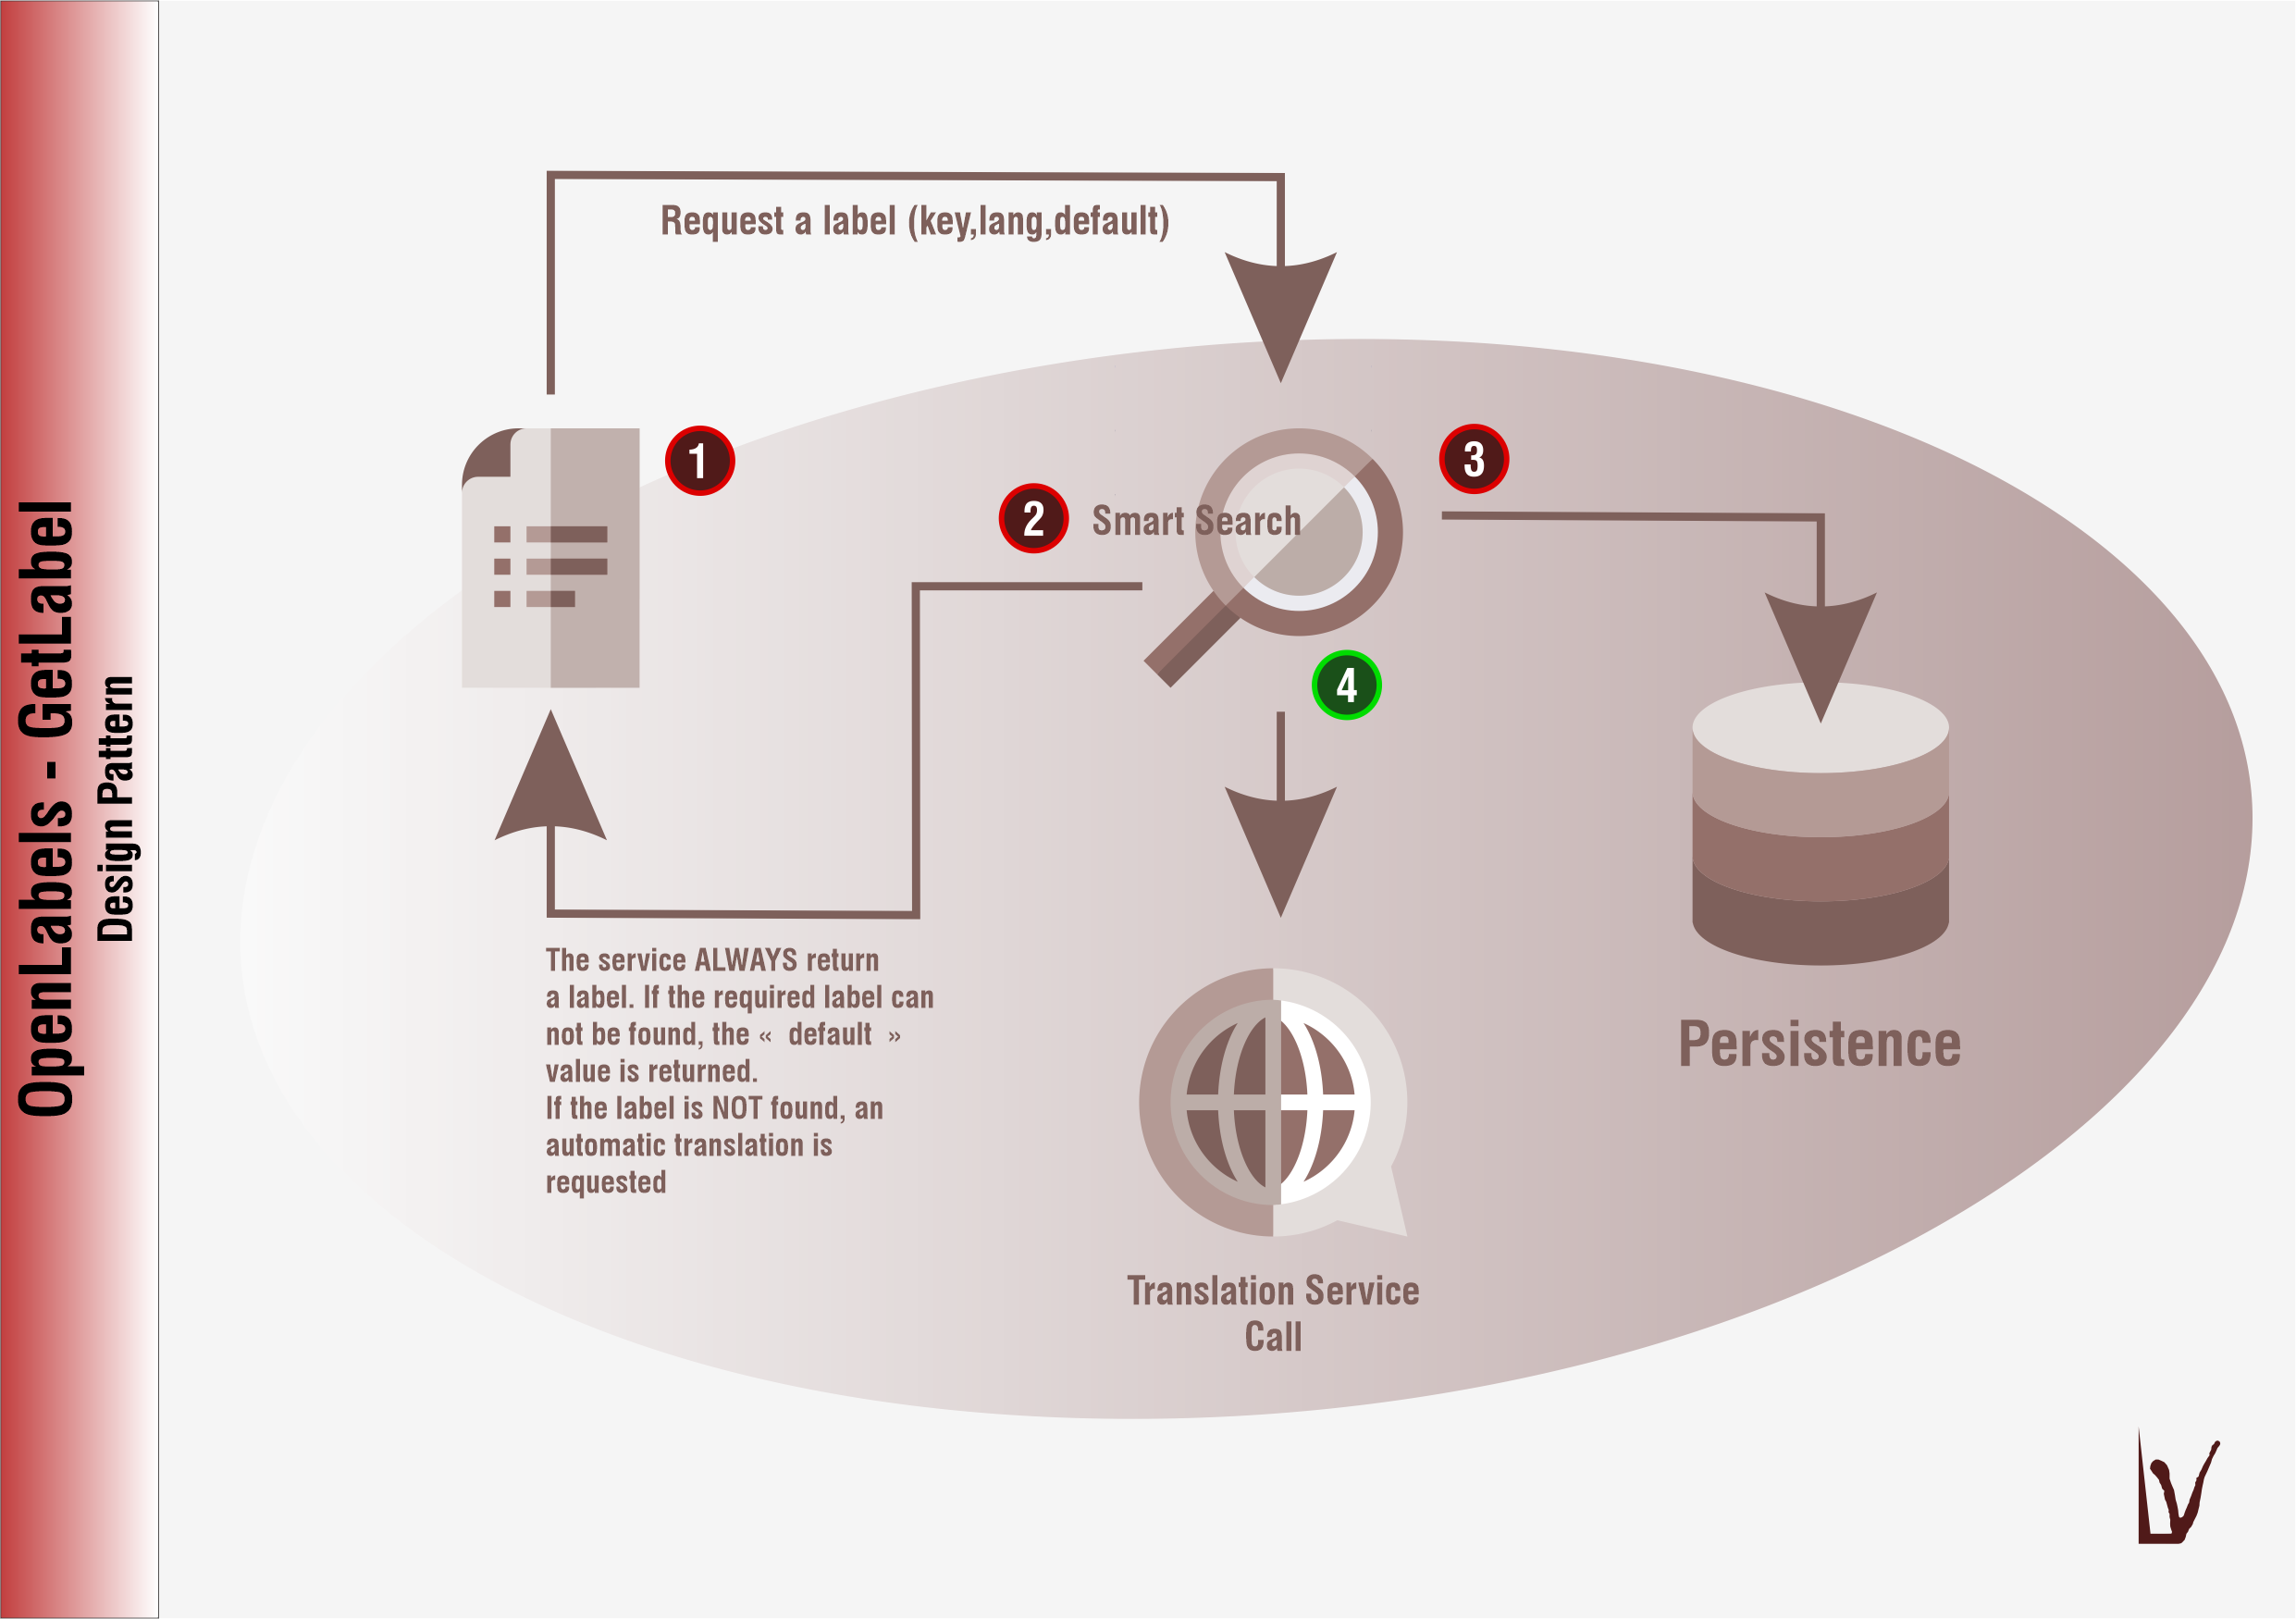 OpenLabels - GetLabel
Design Pattern
Request a label (key,lang,default)
1
2
Smart Search
3
4
The service ALWAYS return
a label. If the required label can
not be found, the «  default  »
value is returned.
If the label is NOT found, an
automatic translation is
requested
Persistence
Translation Service
Call